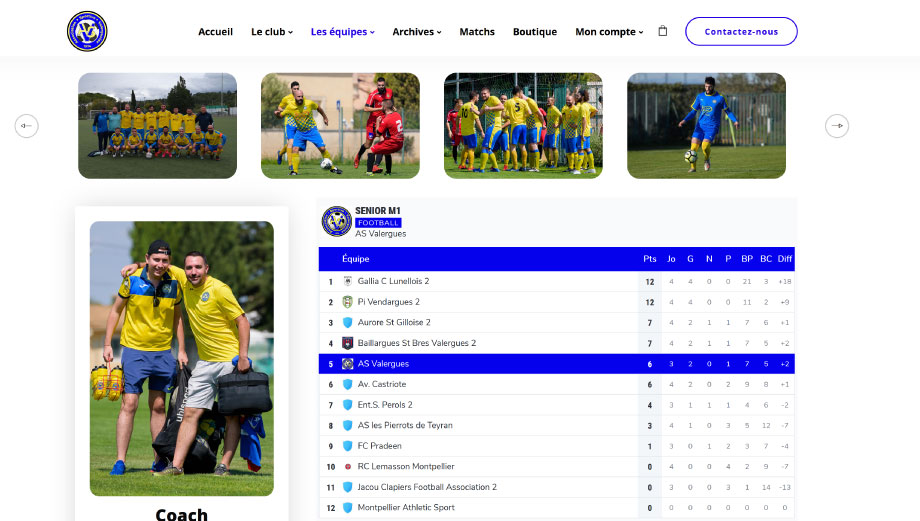 Accueil Le club Les équipes Archives Matchs Boutique Mon compte Contactez-nous
SENIOR M1
FOOTBALL
AS Valergues
Équipe Pts Jo G N P BP BC Diff
1 Gallia C Lunellois 2 12 4 4 0 0 21 3 +18
2 Pi Vendargues 2 12 4 4 0 0 11 2 +9
3 Aurore St Gilloise 2 7 4 2 1 1 7 6 +1
4 Baillargues St Bres Valergues 2 7 4 2 1 1 7 5 +2
5 AS Valergues 6 3 2 0 1 7 5 +2
6 Av. Castriote 6 4 2 0 2 9 8 +1
7 Ent.S. Perols 2 4 3 1 1 1 4 6 -2
8 AS les Pierrots de Teyran 3 4 1 0 3 5 12 -7
9 FC Pradeen 1 3 0 1 2 3 7 -4
10 RC Lemasson Montpellier 0 4 0 0 4 2 9 -7
11 Jacou Clapiers Football Association 2 0 3 0 0 3 1 14 -13
12 Montpellier Athletic Sport 0 0 0 0 0 0 0 0
Coach